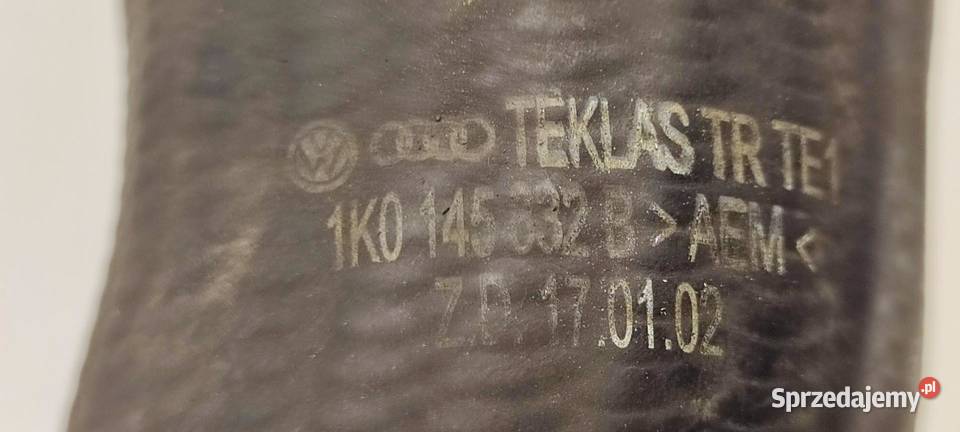 TEKLAS TR TE1
1K0 145 832 B >AEM<
Z.D. 17.01.02
Sprzedajemy.pl